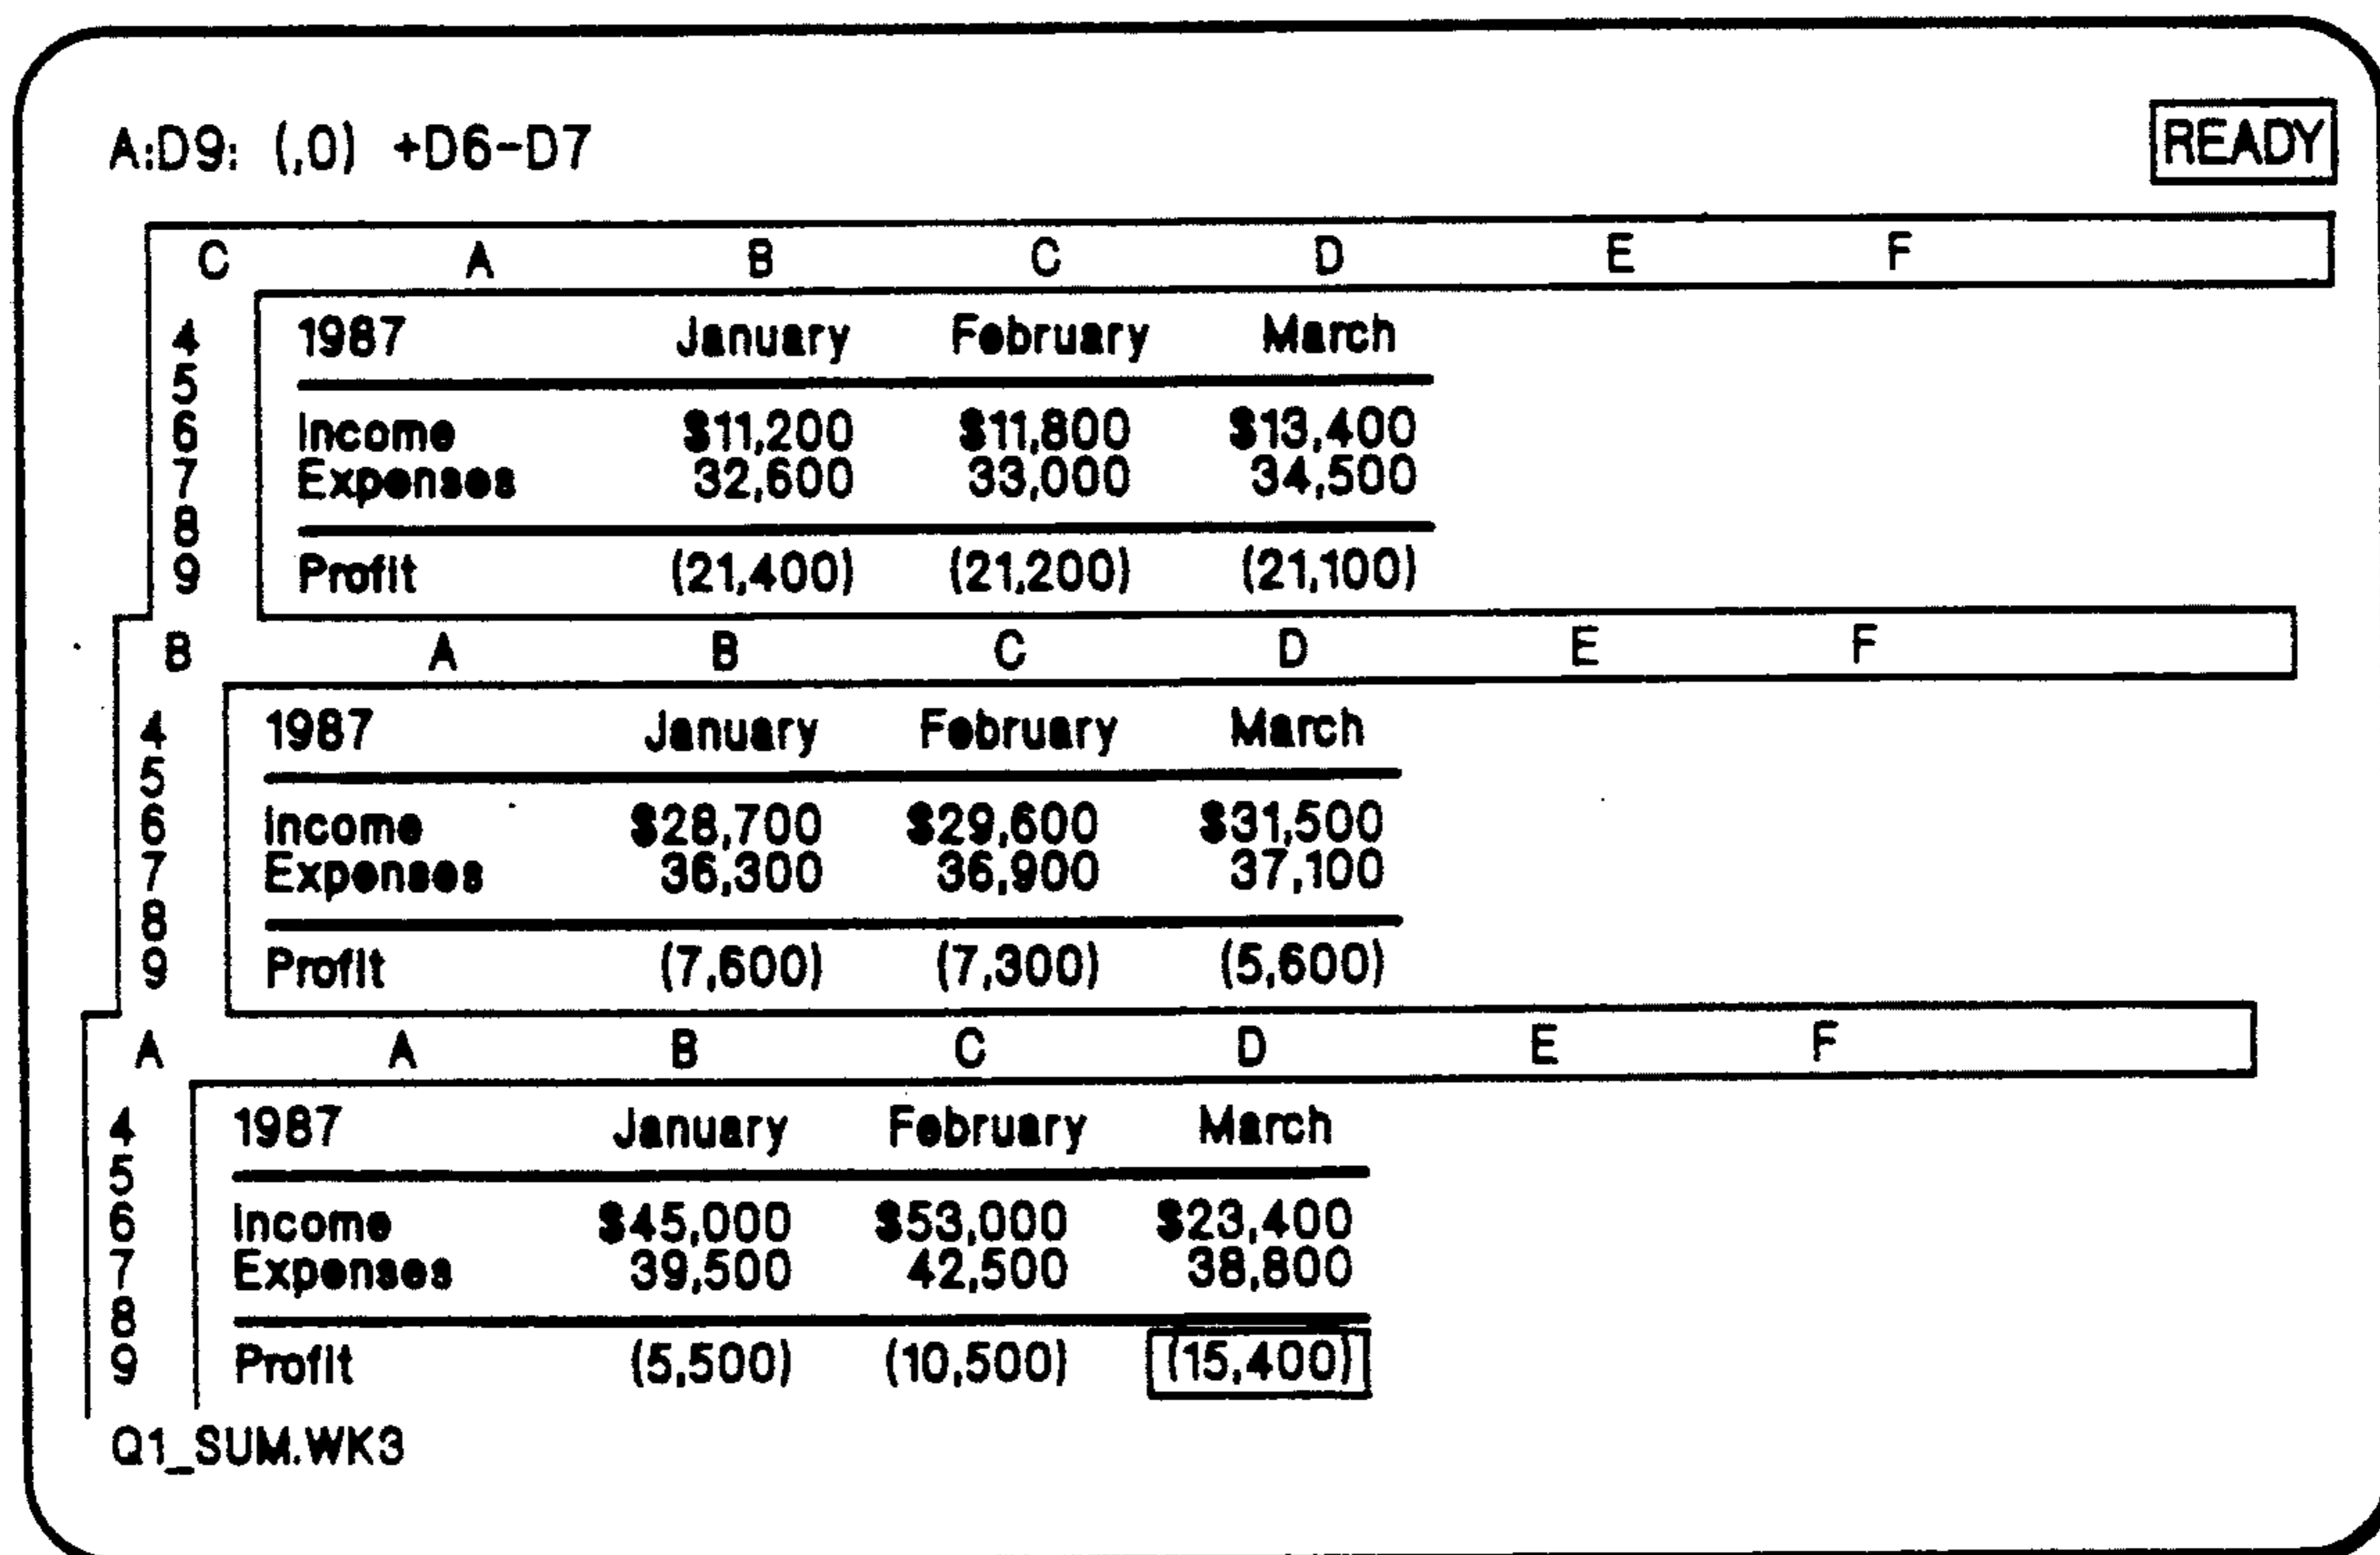 A:D9: (,0) +D6-D7 READY
C A B C D E F
4 1987 January February March
5
6 Income $11,200 $11,800 $13,400
7 Expenses 32,600 33,000 34,500
8
9 Profit (21,400) (21,200) (21,100)
B A B C D E F
4 1987 January February March
5
6 Income $28,700 $29,600 $31,500
7 Expenses 36,300 36,900 37,100
8
9 Profit (7,600) (7,300) (5,600)
A A B C D E F
4 1987 January February March
5
6 Income $45,000 $53,000 $23,400
7 Expenses 39,500 42,500 38,800
8
9 Profit (5,500) (10,500) (15,400)
Q1_SUM.WK3